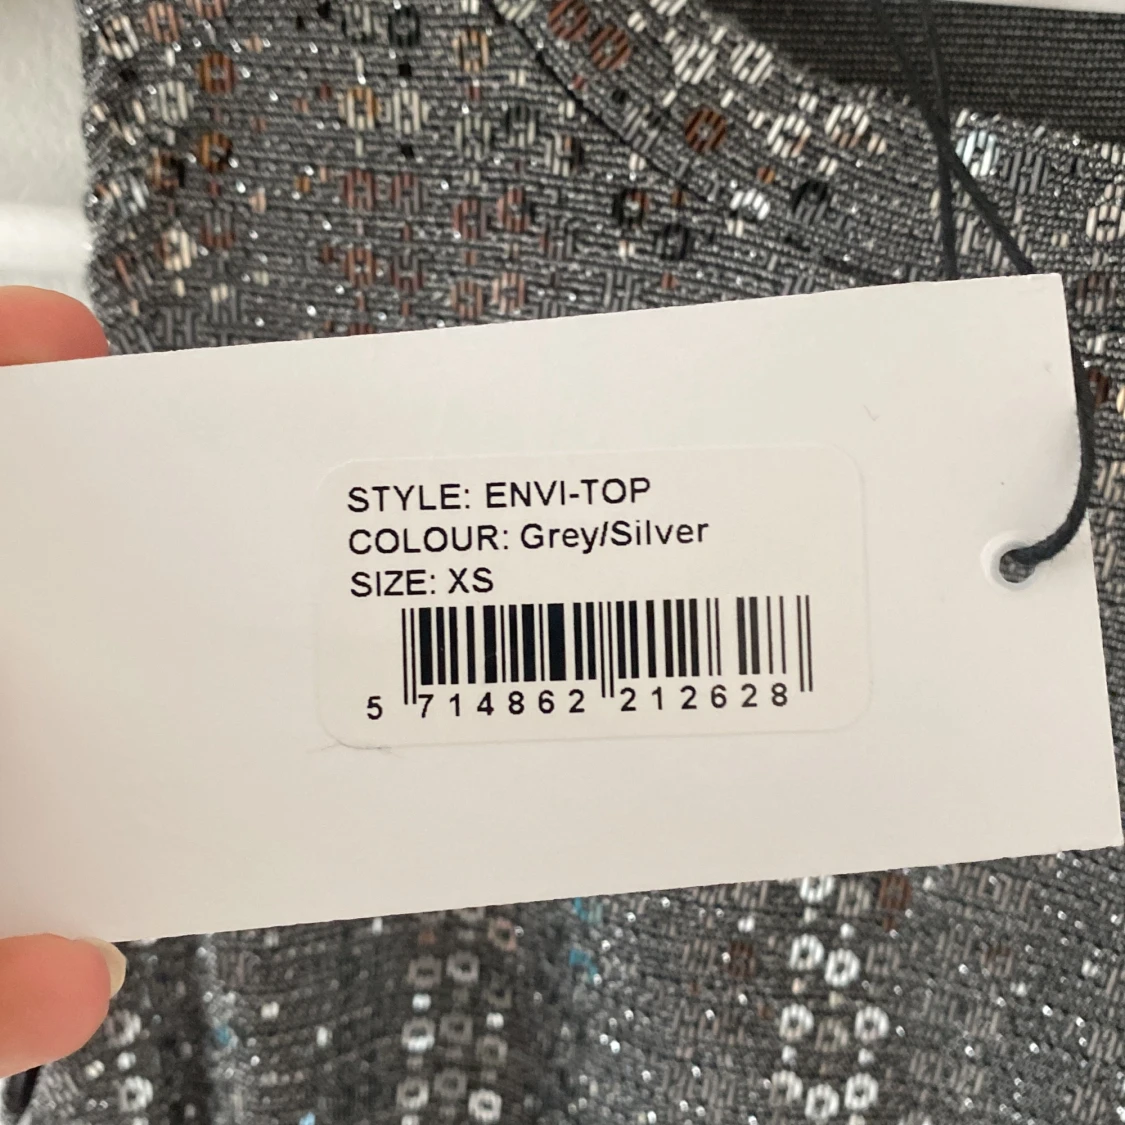 STYLE: ENVI-TOP
COLOUR: Grey/Silver
SIZE: XS
5 714862 212628